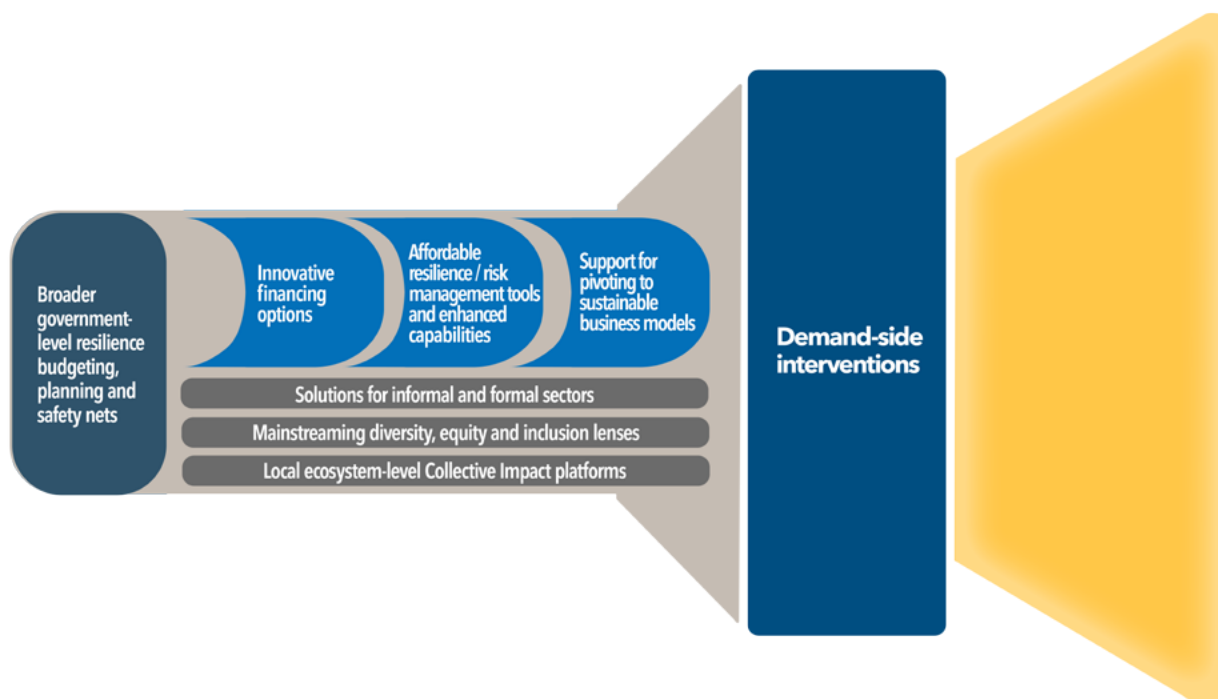 Broader
government-
level resilience
budgeting,
planning and
safety nets
Innovative
financing
options
Affordable
resilience / risk
management tools
and enhanced
capabilities
Support for
pivoting to
sustainable
business models
Solutions for informal and formal sectors
Mainstreaming diversity, equity and inclusion lenses
Local ecosystem-level Collective Impact platforms
Demand-side
interventions